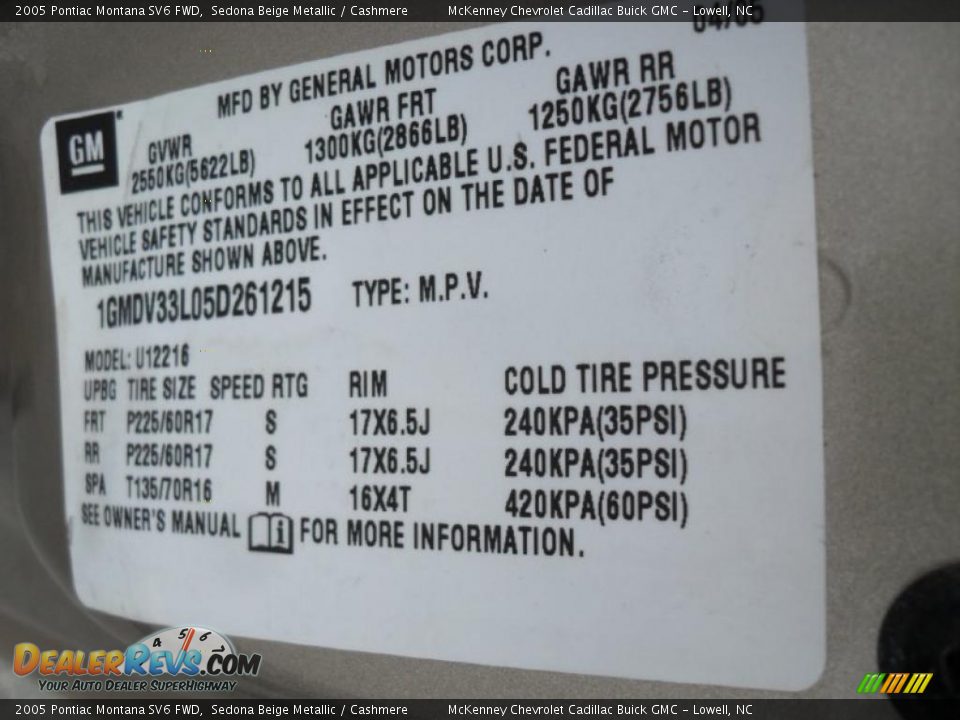 2005 Pontiac Montana SV6 FWD, Sedona Beige Metallic / Cashmere McKenney Chevrolet Cadillac Buick GMC - Lowell, NC
04/05
MFD BY GENERAL MOTORS CORP.
GM
GVWR GAWR FRT GAWR RR
2550KG(5622LB) 1300KG(2866LB) 1250KG(2756LB)
THIS VEHICLE CONFORMS TO ALL APPLICABLE U.S. FEDERAL MOTOR
VEHICLE SAFETY STANDARDS IN EFFECT ON THE DATE OF
MANUFACTURE SHOWN ABOVE.
1GMDV33L05D261215 TYPE: M.P.V.
MODEL: U12216
UPBG TIRE SIZE SPEED RTG RIM COLD TIRE PRESSURE
FRT P225/60R17 S 17X6.5J 240KPA(35PSI)
RR P225/60R17 S 17X6.5J 240KPA(35PSI)
SPA T135/70R16 M 16X4T 420KPA(60PSI)
SEE OWNER'S MANUAL i FOR MORE INFORMATION.
4 5 6
DEALERREVS.COM
YOUR AUTO DEALER SUPERHIGHWAY
2005 Pontiac Montana SV6 FWD, Sedona Beige Metallic / Cashmere McKenney Chevrolet Cadillac Buick GMC - Lowell, NC